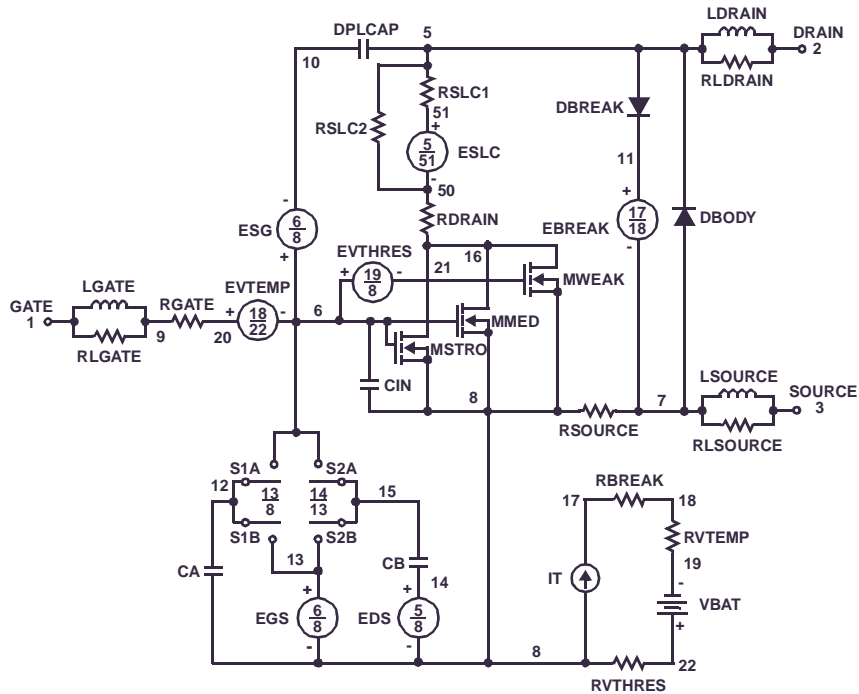 LDRAIN
DPLCAP 5 DRAIN
10 2
RLDRAIN
RSLC1
51
+
RSLC2
5
51
ESLC
-
50
DBREAK
11
+
17
18
EBREAK
-
DBODY
-
6
8
ESG
+
RDRAIN
16
EVTHRES
+ 19 -
8
21
MWEAK
LGATE
GATE
1
RLGATE
9
RGATE
20
EVTEMP
+ 18 -
22
6
MMED
MSTRO
CIN
8
RSOURCE
7
LSOURCE
SOURCE
3
RLSOURCE
S1A S2A
12 13
8
14
13
15
S1B S2B
13
CA
CB
14
+ +
EGS 6
8
EDS 5
8
- -
RBREAK
17 18
RVTEMP
19
IT
-
VBAT
+
8
22
RVTHRES